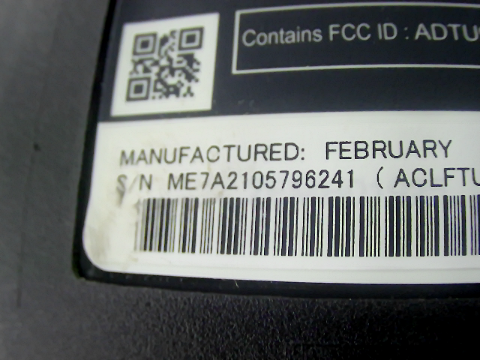 Contains FCC ID : ADTU
MANUFACTURED: FEBRUARY
S/N ME7A2105796241 ( ACLFTU